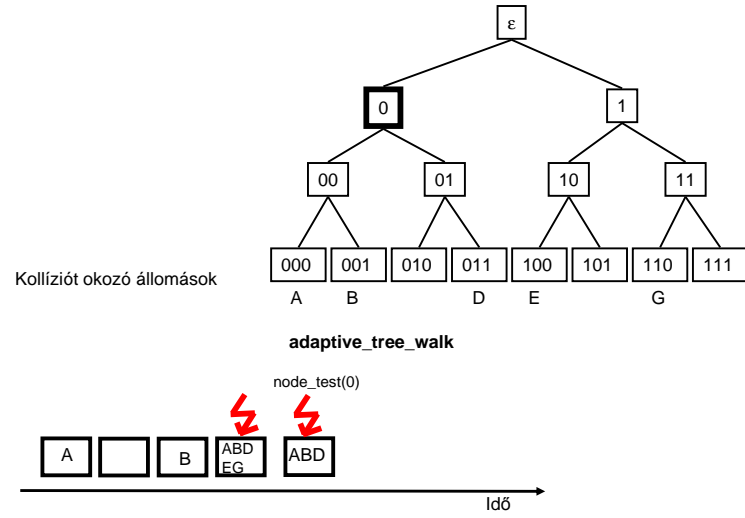 ε
0 1
00 01 10 11
000 001 010 011 100 101 110 111
Kollíziót okozó állomások
A B D E G
adaptive_tree_walk
node_test(0)
A B ABD ABD
EG
Idő